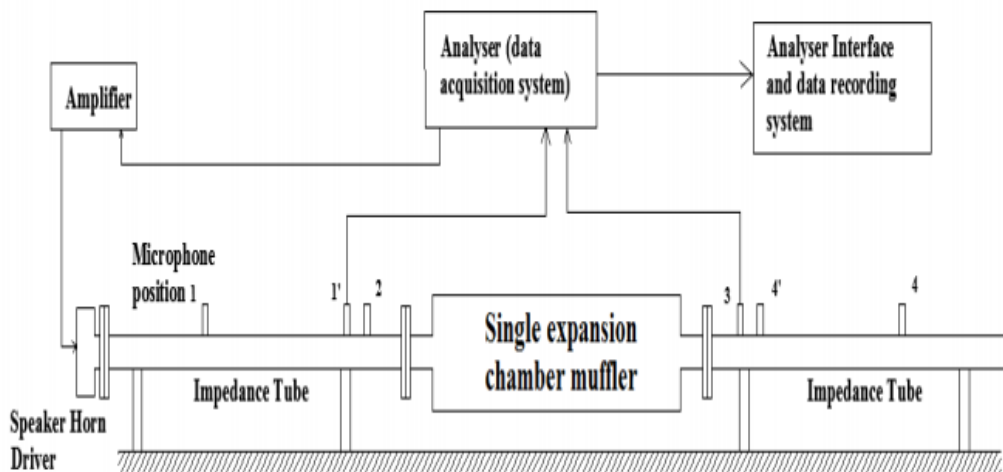 Amplifier
Analyser (data
acquisition system)
Analyser Interface
and data recording
system
Microphone
position 1
1'
2
3
4'
4
Single expansion
chamber muffler
Impedance Tube
Impedance Tube
Speaker Horn
Driver